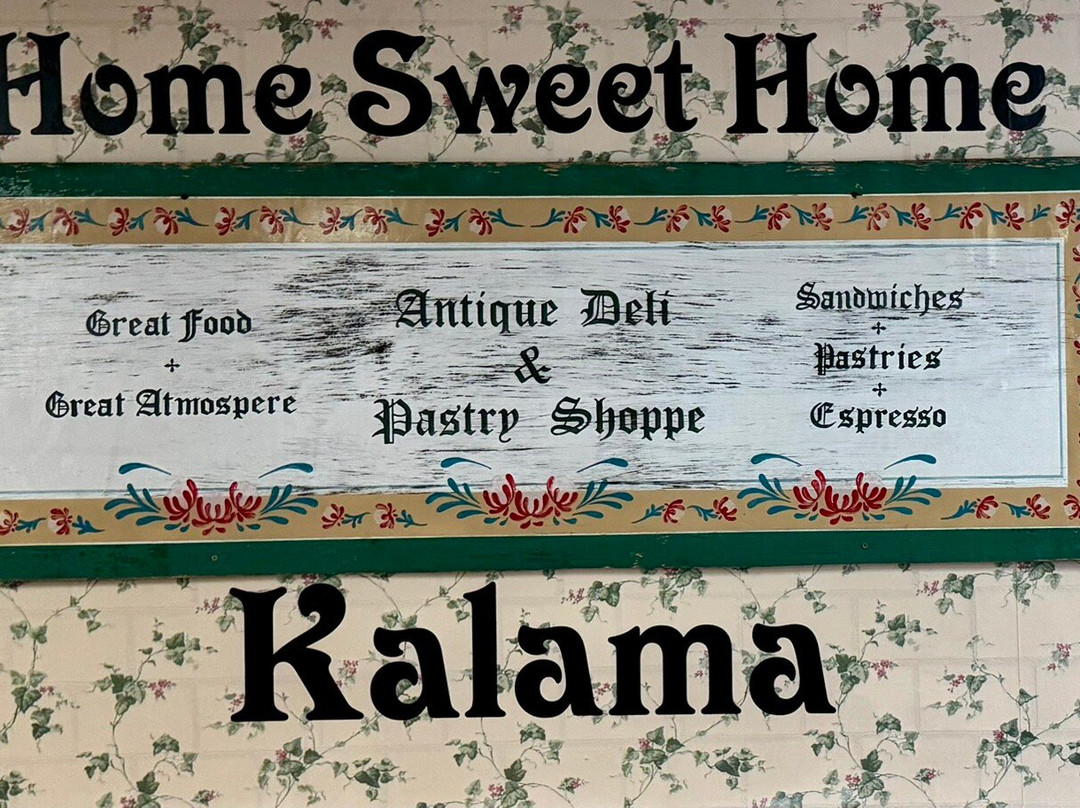 Home Sweet Home
Great Food
+
Great Atmospere
Antique Deli
&
Pastry Shoppe
Sandwiches
+
Pastries
+
Espresso
Kalama